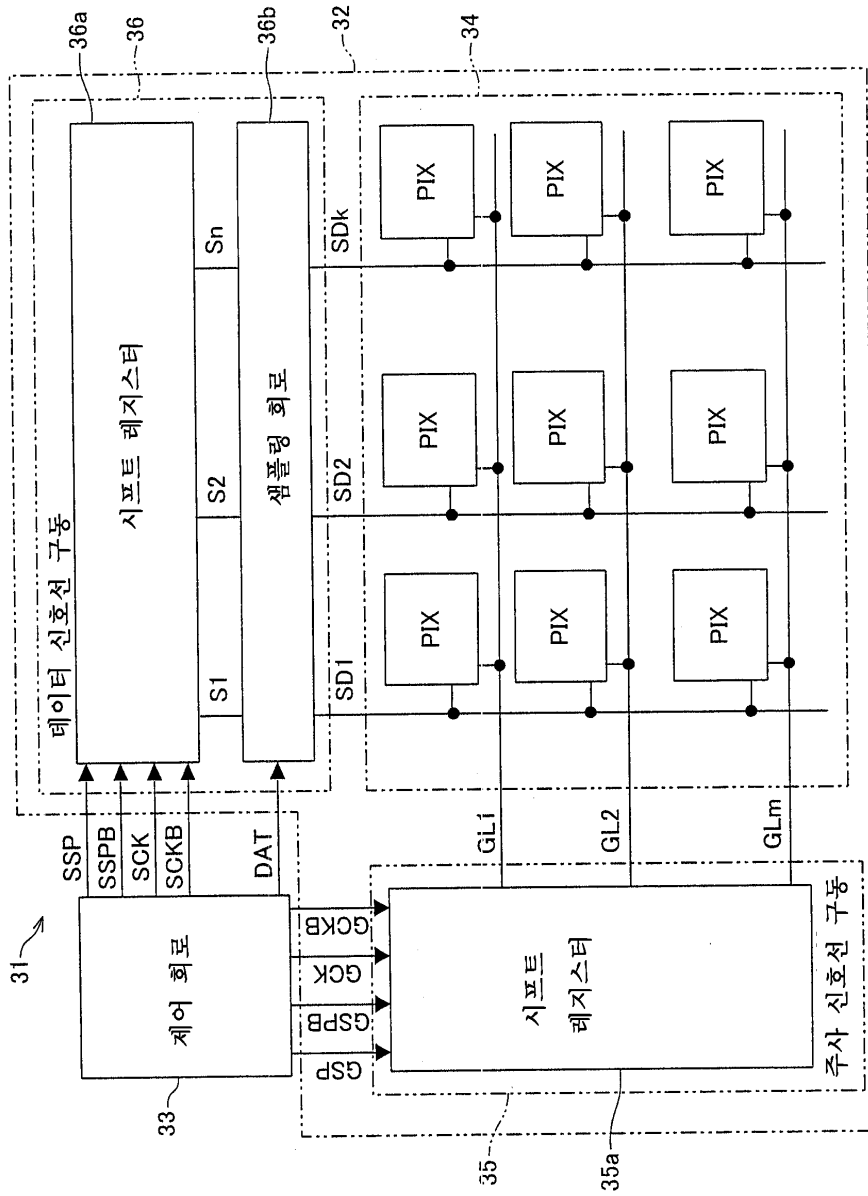 31
33
제어 회로
SSP
SSPB
SCK
SCKB
DAT
GSP
GSPB
GCK
GCKB
36a
36
36b
32
34
데이터 신호선 구동
시프트 레지스터
S1
S2
Sn
샘플링 회로
SD1
SD2
SDk
PIX
PIX
PIX
PIX
PIX
PIX
PIX
PIX
PIX
GL1
GL2
GLm
시프트
레지스터
주사 신호선 구동
35
35a